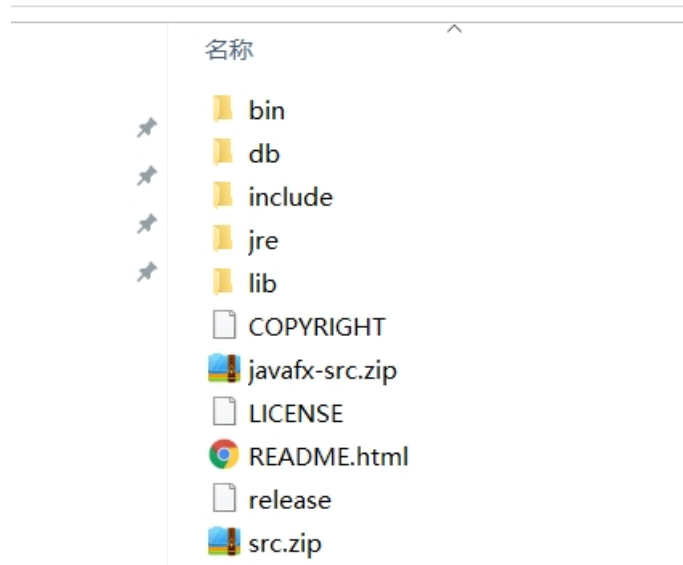 名称
bin
db
include
jre
lib
COPYRIGHT
javafx-src.zip
LICENSE
README.html
release
src.zip